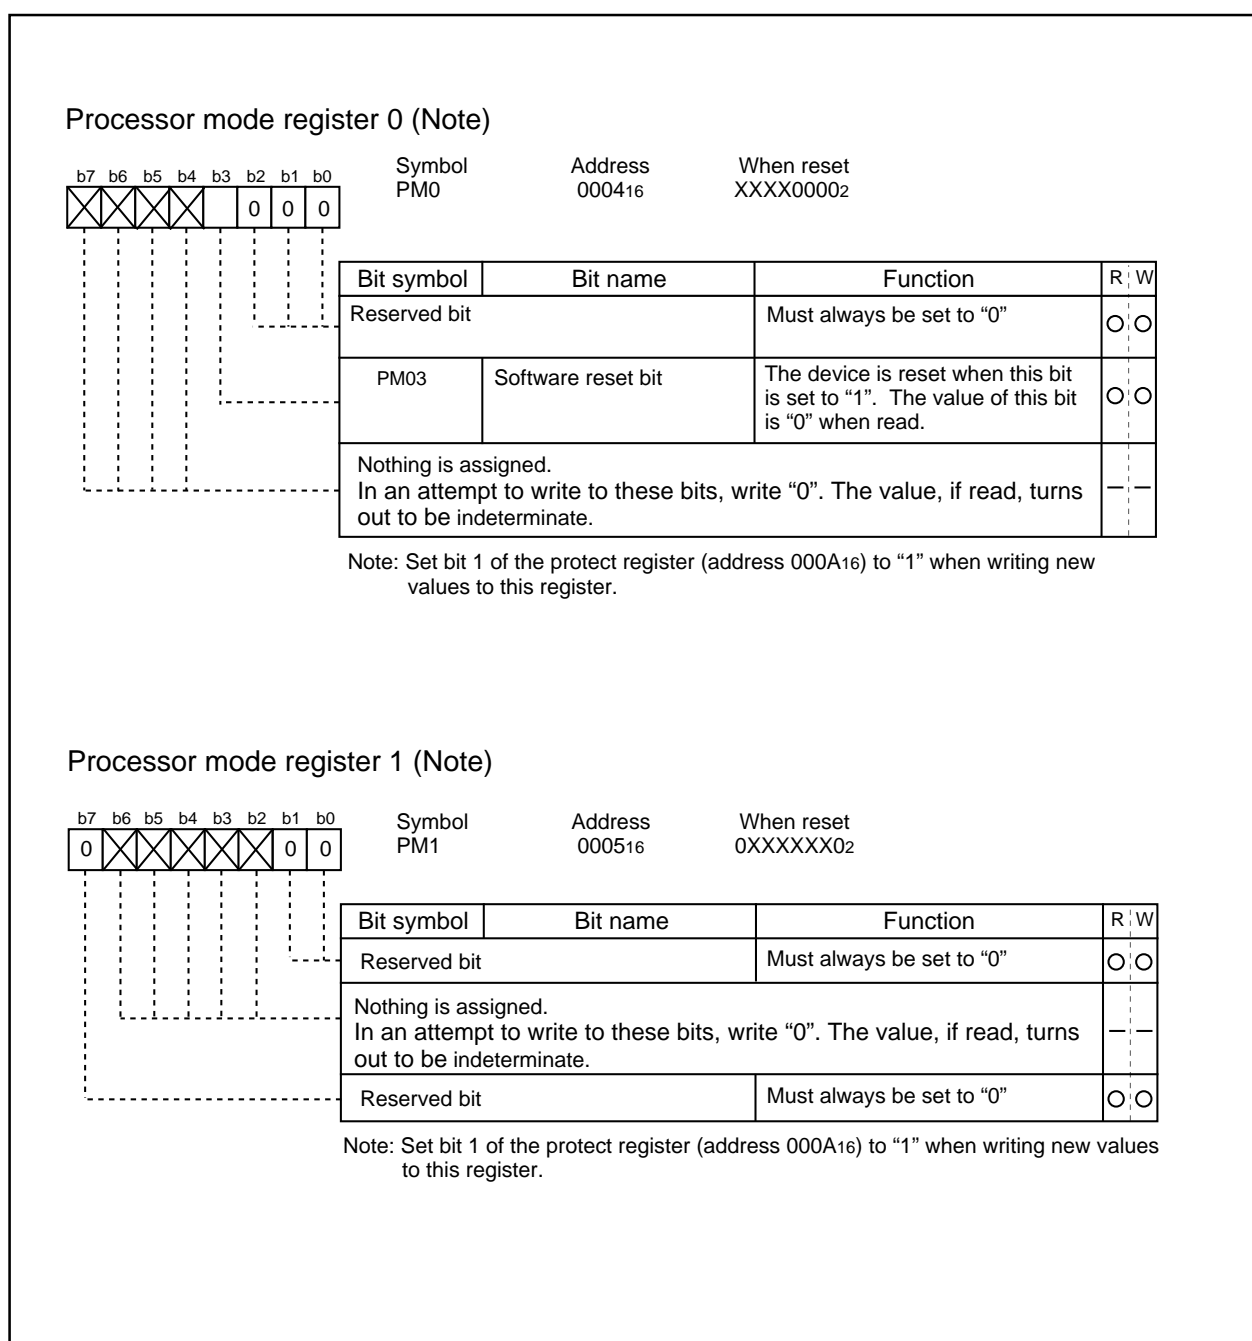 Processor mode register 0 (Note)
Symbol Address When reset
PM0 000416 XXXX00002
b7 b6 b5 b4 b3 b2 b1 b0
0 0 0
Bit symbol Bit name Function R W
Reserved bit Must always be set to “0”
PM03 Software reset bit The device is reset when this bit
is set to “1”. The value of this bit
is “0” when read.
Nothing is assigned.
In an attempt to write to these bits, write “0”. The value, if read, turns
out to be indeterminate.
Note: Set bit 1 of the protect register (address 000A16) to “1” when writing new
values to this register.
Processor mode register 1 (Note)
Symbol Address When reset
PM1 000516 0XXXXXX02
b7 b6 b5 b4 b3 b2 b1 b0
0 0 0
Bit symbol Bit name Function R W
Reserved bit Must always be set to “0”
Nothing is assigned.
In an attempt to write to these bits, write “0”. The value, if read, turns
out to be indeterminate.
Reserved bit Must always be set to “0”
Note: Set bit 1 of the protect register (address 000A16) to “1” when writing new values
to this register.